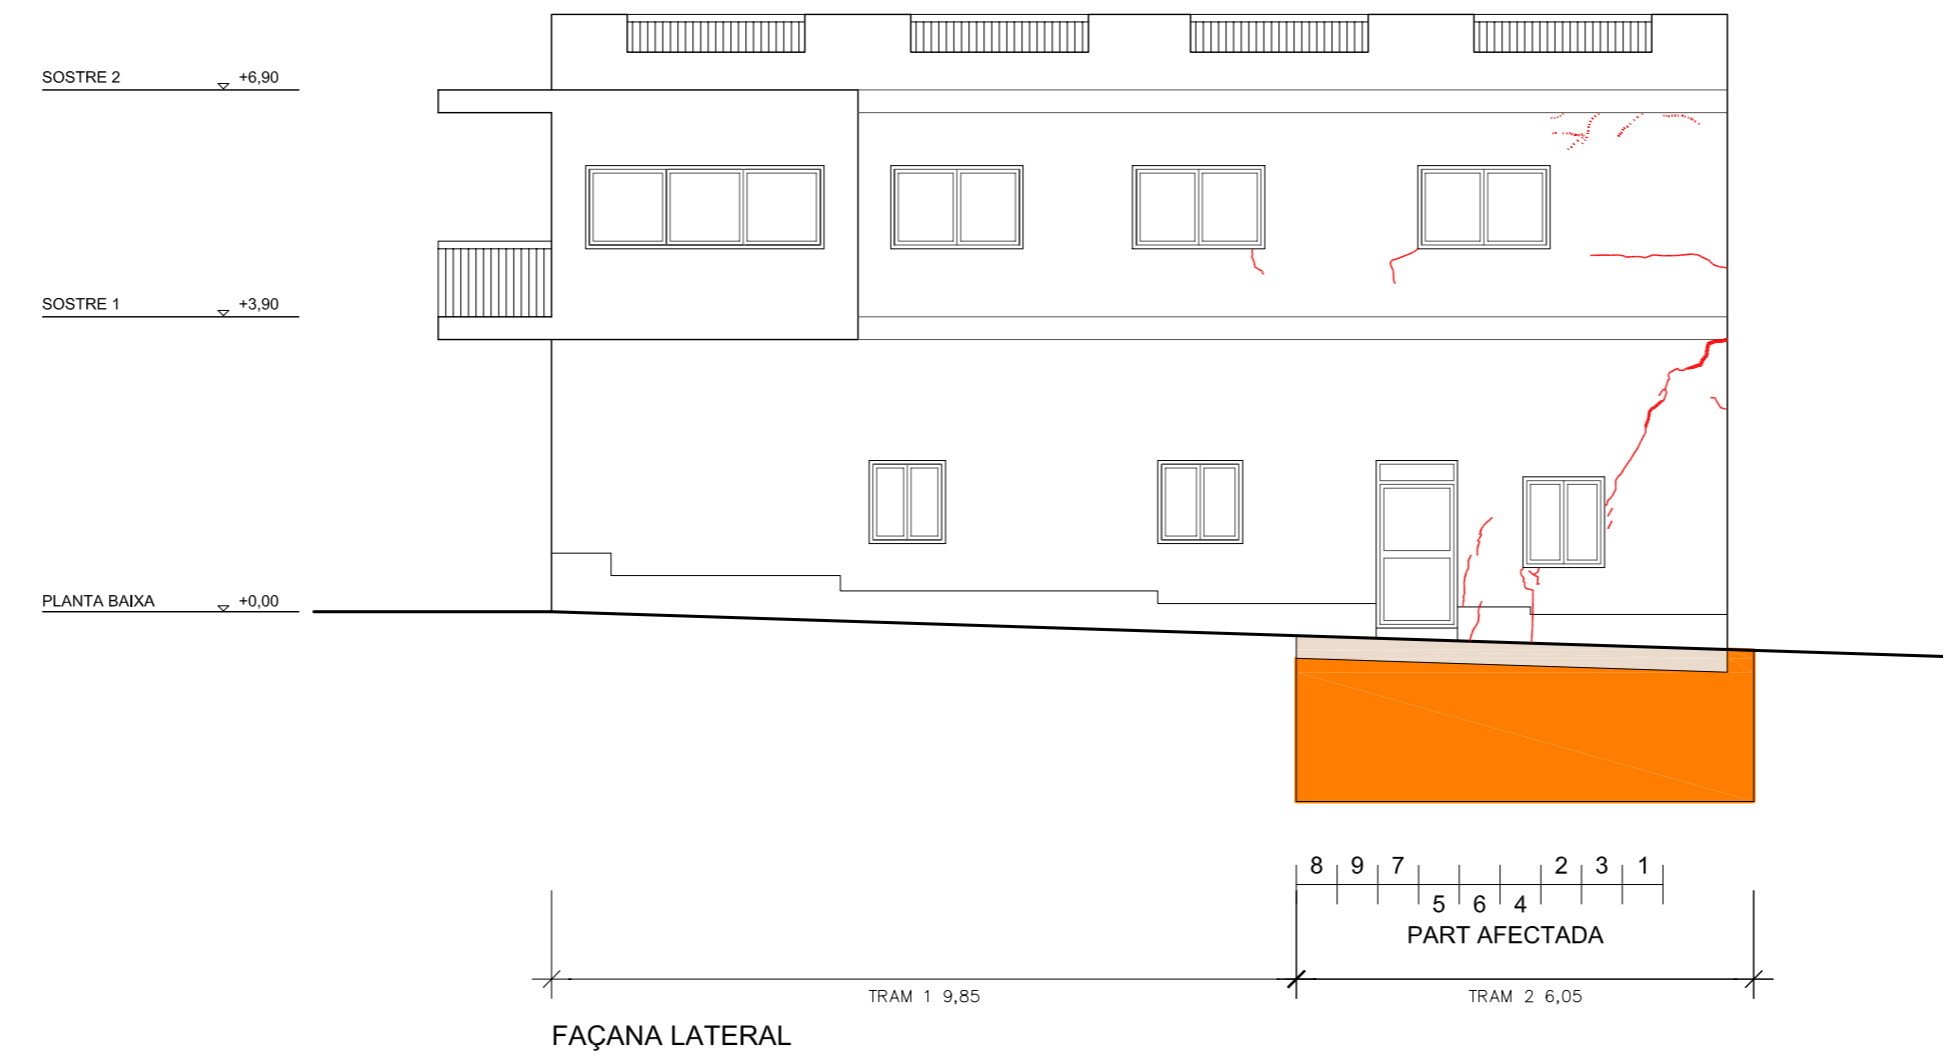 SOSTRE 2 +6,90
SOSTRE 1 +3,90
PLANTA BAIXA +0,00
8 9 7 2 3 1
5 6 4
PART AFECTADA
TRAM 1 9,85
TRAM 2 6,05
FAÇANA LATERAL